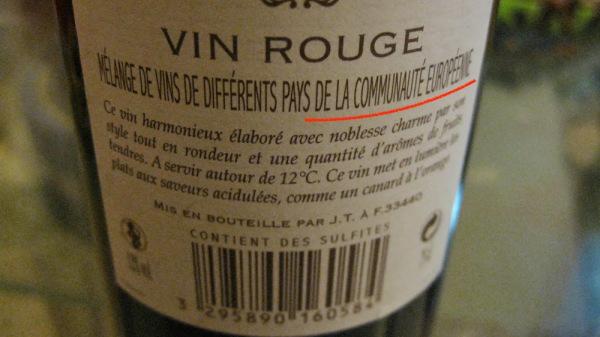 VIN ROUGE
MÉLANGE DE VINS DE DIFFÉRENTS PAYS DE LA COMMUNAUTÉ EUROPÉENNE
Ce vin harmonieux élaboré avec noblesse charme par son
style tout en rondeur et une quantité d'arômes de fruits
tendres. A servir autour de 12°C. Ce vin met en lumière les
plats aux saveurs acidulées, comme un canard à l'orange.
MIS EN BOUTEILLE PAR J.T. À F.33440
CONTIENT DES SULFITES
3 295890 160584